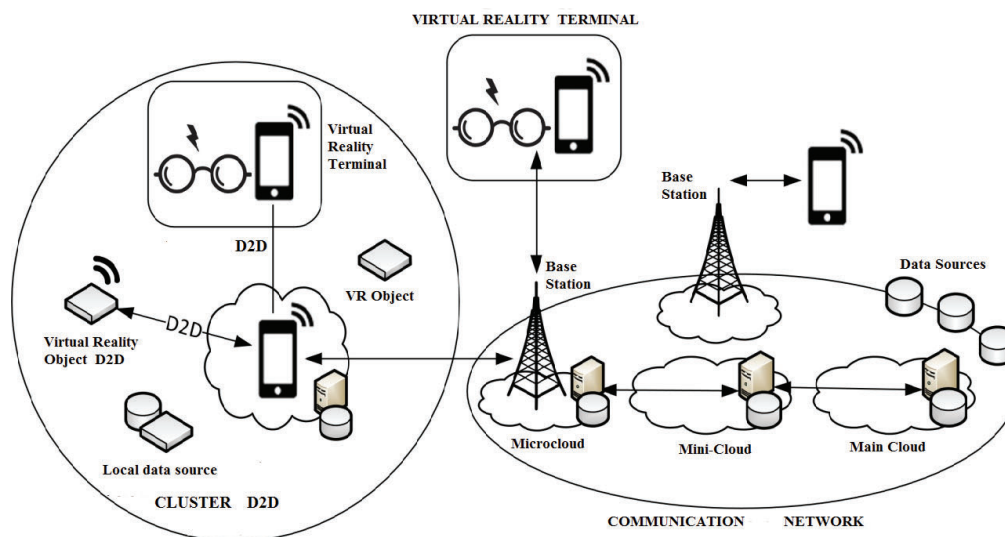 VIRTUAL REALITY TERMINAL
Virtual
Reality
Terminal
Base
Station
D2D
Base
Station
Data Sources
VR Object
D2D
Virtual Reality
Object D2D
Microcloud
Mini-Cloud
Main Cloud
Local data source
CLUSTER D2D
COMMUNICATION NETWORK